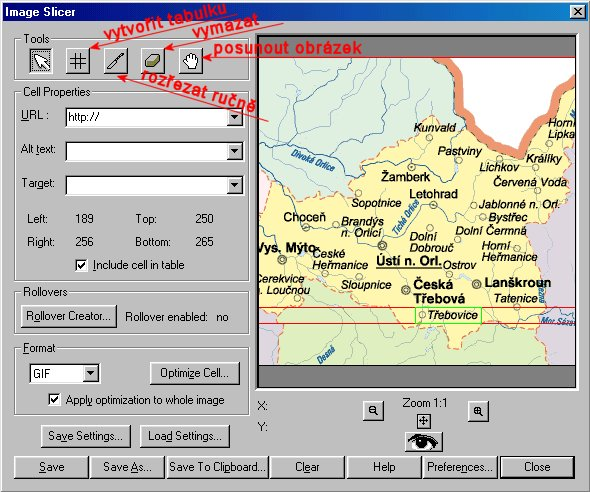 Image Slicer
vytvořit tabulku
vymazat
posunout obrázek
rozřezat ručně
Tools
Cell Properties
URL : http://
Alt text:
Target:
Left: 189 Top: 250
Right: 256 Bottom: 265
Include cell in table
Rollovers
Rollover Creator... Rollover enabled: no
Format
GIF Optimize Cell...
Apply optimization to whole image
Save Settings... Load Settings...
Save Save As... Save To Clipboard... Clear Help Preferences... Close
X:
Y:
Zoom 1:1
Kunvald
Horní
Lipka
Pastviny
Divoká Orlice
Lichkov
Králíky
Žamberk
Červená Voda
Sopotnice
Letohrad
Jablonné n. Orl.
Tichá Orlice
Choceň
Brandýs
n. Orlicí
Bystřec
Dolní Čermná
Dolní
Dobrouč
Horní
Heřmanice
Vys. Mýto
České
Heřmanice
Ústí n. Orl.
Ostrov
Cerekvice
n. Loučnou
Sloupnice
Česká
Třebová
Lanškroun
Tatenice
Třebovice
Desná